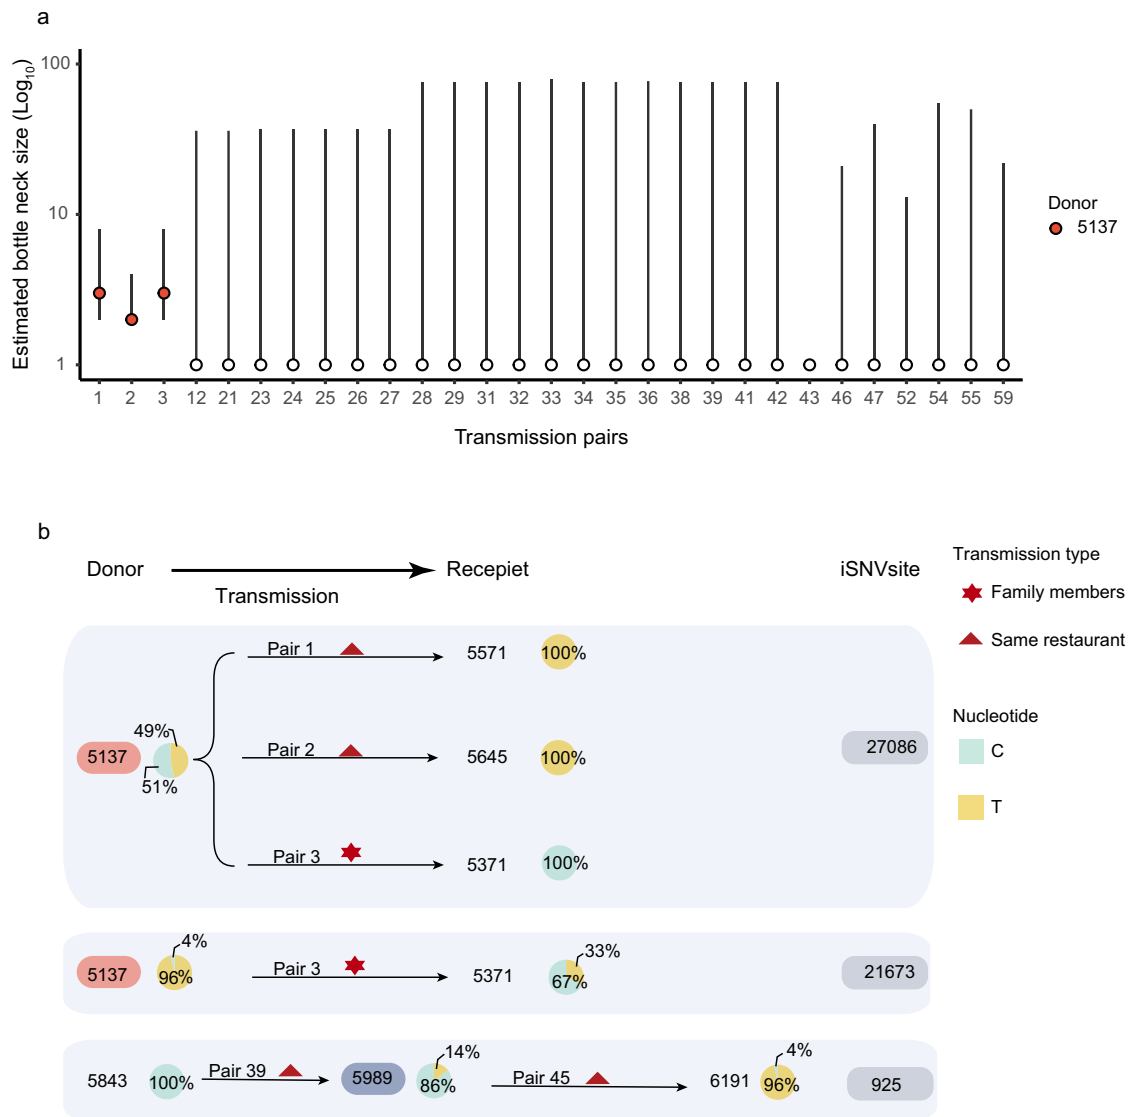 a
Estimated bottle neck size (Log10)
100
10
1
1 2 3 12 21 23 24 25 26 27 28 29 31 32 33 34 35 36 38 39 41 42 43 46 47 52 54 55 59
Transmission pairs
Donor
5137
b
Donor
Transmission
Recepiet
iSNVsite
Transmission type
Family members
Same restaurant
Nucleotide
C
T
Pair 1
5571
100%
5137
49%
51%
Pair 2
5645
100%
27086
Pair 3
5371
100%
5137
4%
96%
Pair 3
5371
33%
67%
21673
5843
100%
Pair 39
5989
14%
86%
Pair 45
6191
4%
96%
925